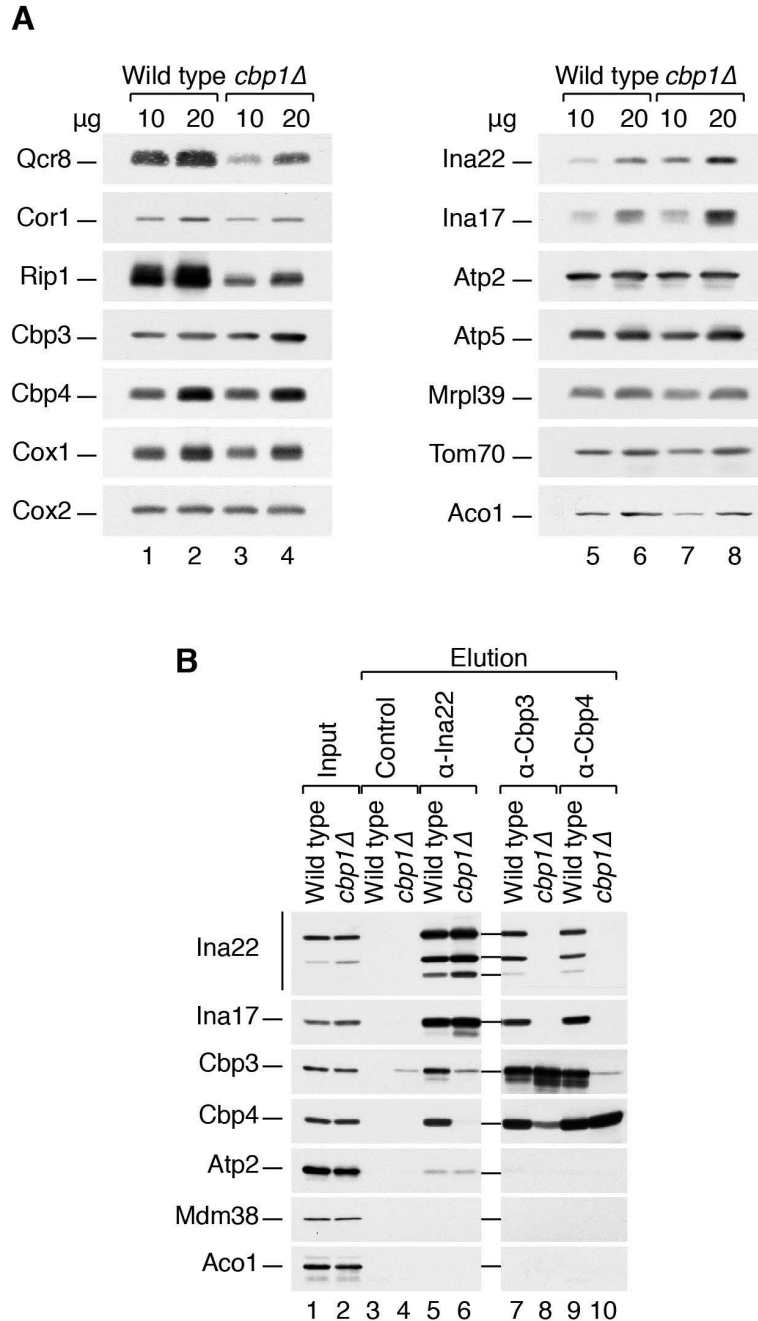 A
Wild type cbp1Δ
μg 10 20 10 20
Qcr8
Cor1
Rip1
Cbp3
Cbp4
Cox1
Cox2
1 2 3 4
Wild type cbp1Δ
μg 10 20 10 20
Ina22
Ina17
Atp2
Atp5
Mrpl39
Tom70
Aco1
5 6 7 8
B
Elution
Input
Control
α-Ina22
α-Cbp3
α-Cbp4
Wild type
cbp1Δ
Wild type
cbp1Δ
Wild type
cbp1Δ
Wild type
cbp1Δ
Wild type
cbp1Δ
Ina22
Ina17
Cbp3
Cbp4
Atp2
Mdm38
Aco1
1 2 3 4 5 6 7 8 9 10